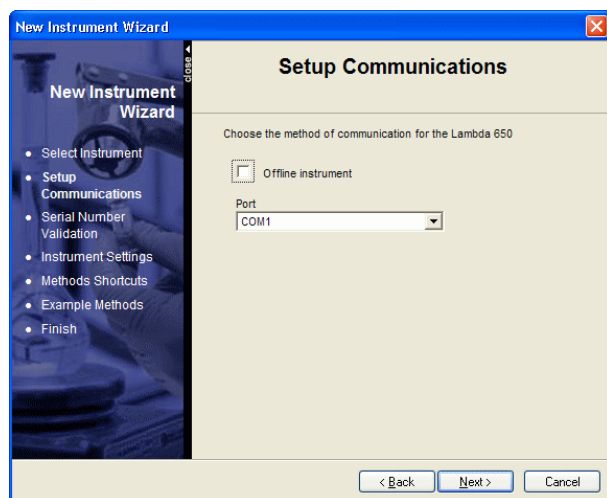 New Instrument Wizard
close
New Instrument
Wizard
Select Instrument
Setup
Communications
Serial Number
Validation
Instrument Settings
Methods Shortcuts
Example Methods
Finish
Setup Communications
Choose the method of communication for the Lambda 650
Offline instrument
Port
COM1
< Back
Next >
Cancel